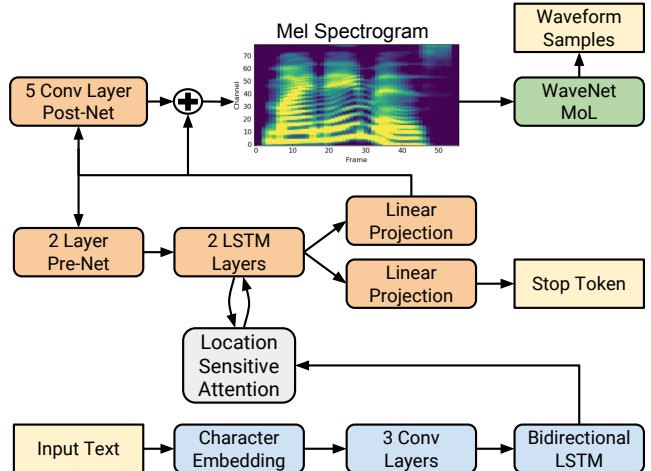 Waveform
Samples
Mel Spectrogram
5 Conv Layer
Post-Net
WaveNet
MoL
Channel
80
70
60
50
40
30
20
10
0
0 10 20 30 40 50
Frame
2 Layer
Pre-Net
2 LSTM
Layers
Linear
Projection
Linear
Projection
Stop Token
Location
Sensitive
Attention
Input Text
Character
Embedding
3 Conv
Layers
Bidirectional
LSTM